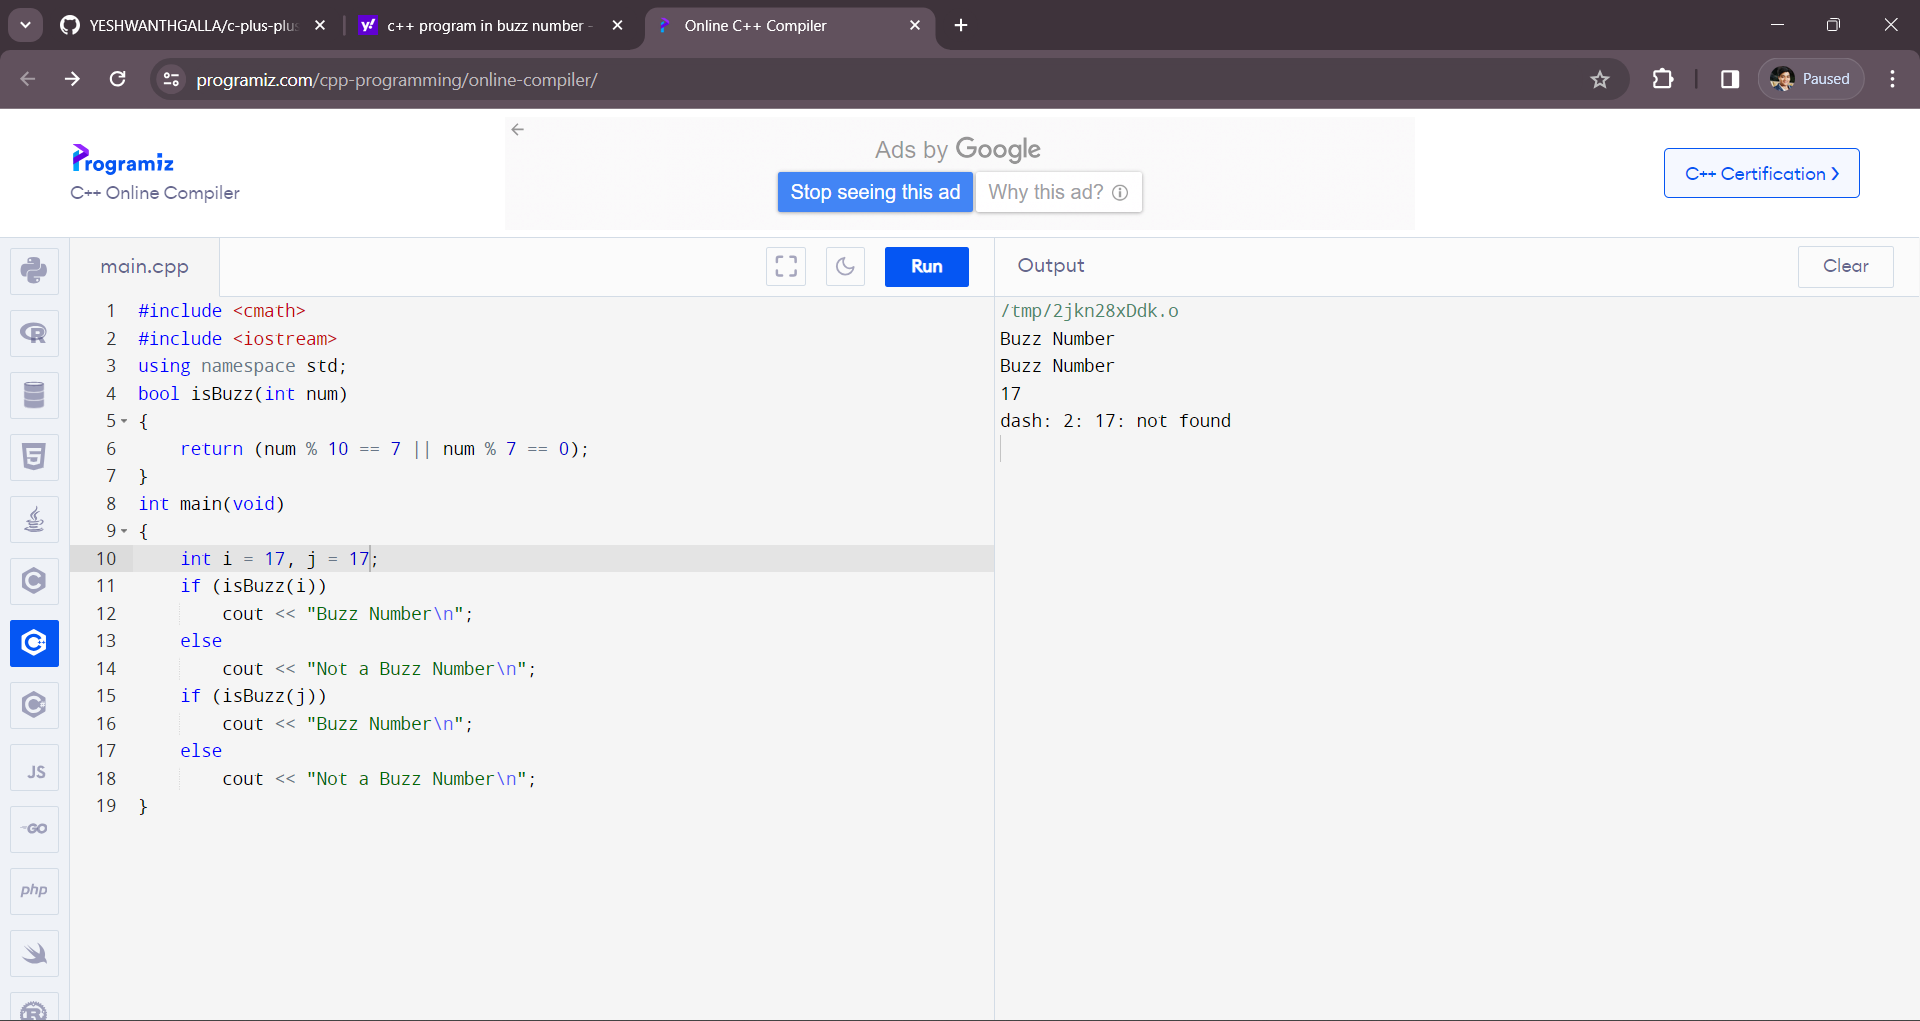 YESHWANTHGALLA/c-plus-plus
c++ program in buzz number -
Online C++ Compiler
programiz.com/cpp-programming/online-compiler/
Paused
Programiz
C++ Online Compiler
Ads by Google
Stop seeing this ad
Why this ad?
C++ Certification >
main.cpp
Run
Output
Clear
1 #include <cmath>
2 #include <iostream>
3 using namespace std;
4 bool isBuzz(int num)
5 {
6 return (num % 10 == 7 || num % 7 == 0);
7 }
8 int main(void)
9 {
10 int i = 17, j = 17;
11 if (isBuzz(i))
12 cout << "Buzz Number\n";
13 else
14 cout << "Not a Buzz Number\n";
15 if (isBuzz(j))
16 cout << "Buzz Number\n";
17 else
18 cout << "Not a Buzz Number\n";
19 }
/tmp/2jkn28xDdk.o
Buzz Number
Buzz Number
17
dash: 2: 17: not found
JS
GO
php